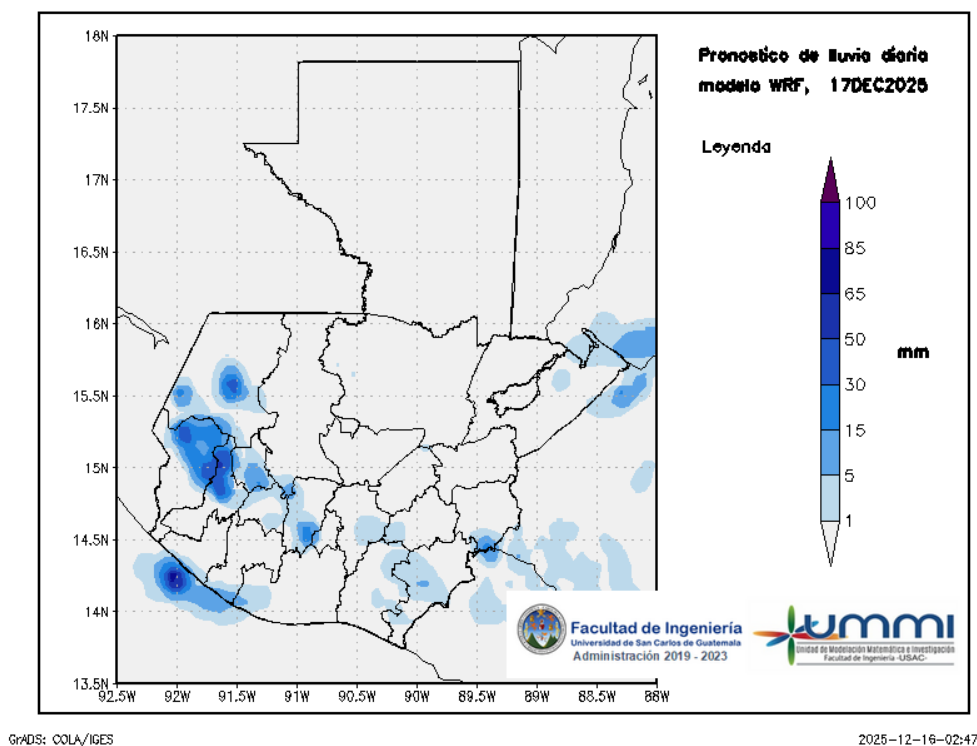 Pronostico de lluvia diaria
modelo WRF, 17DEC2025
Leyenda
100
85
65
50
30
15
5
1
mm
18N
17.5N
17N
16.5N
16N
15.5N
15N
14.5N
14N
13.5N
92.5W 92W 91.5W 91W 90.5W 90W 89.5W 89W 88.5W 88W
Facultad de Ingeniería
Universidad de San Carlos de Guatemala
Administración 2019 - 2023
UMMI
Unidad de Modelación Matemática e Investigación
Facultad de Ingeniería -USAC-
GrADS: COLA/IGES
2025-12-16-02:47